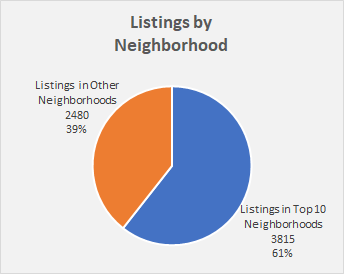 Listings by
Neighborhood
Listings in Other
Neighborhoods
2480
39%
Listings in Top 10
Neighborhoods
3815
61%